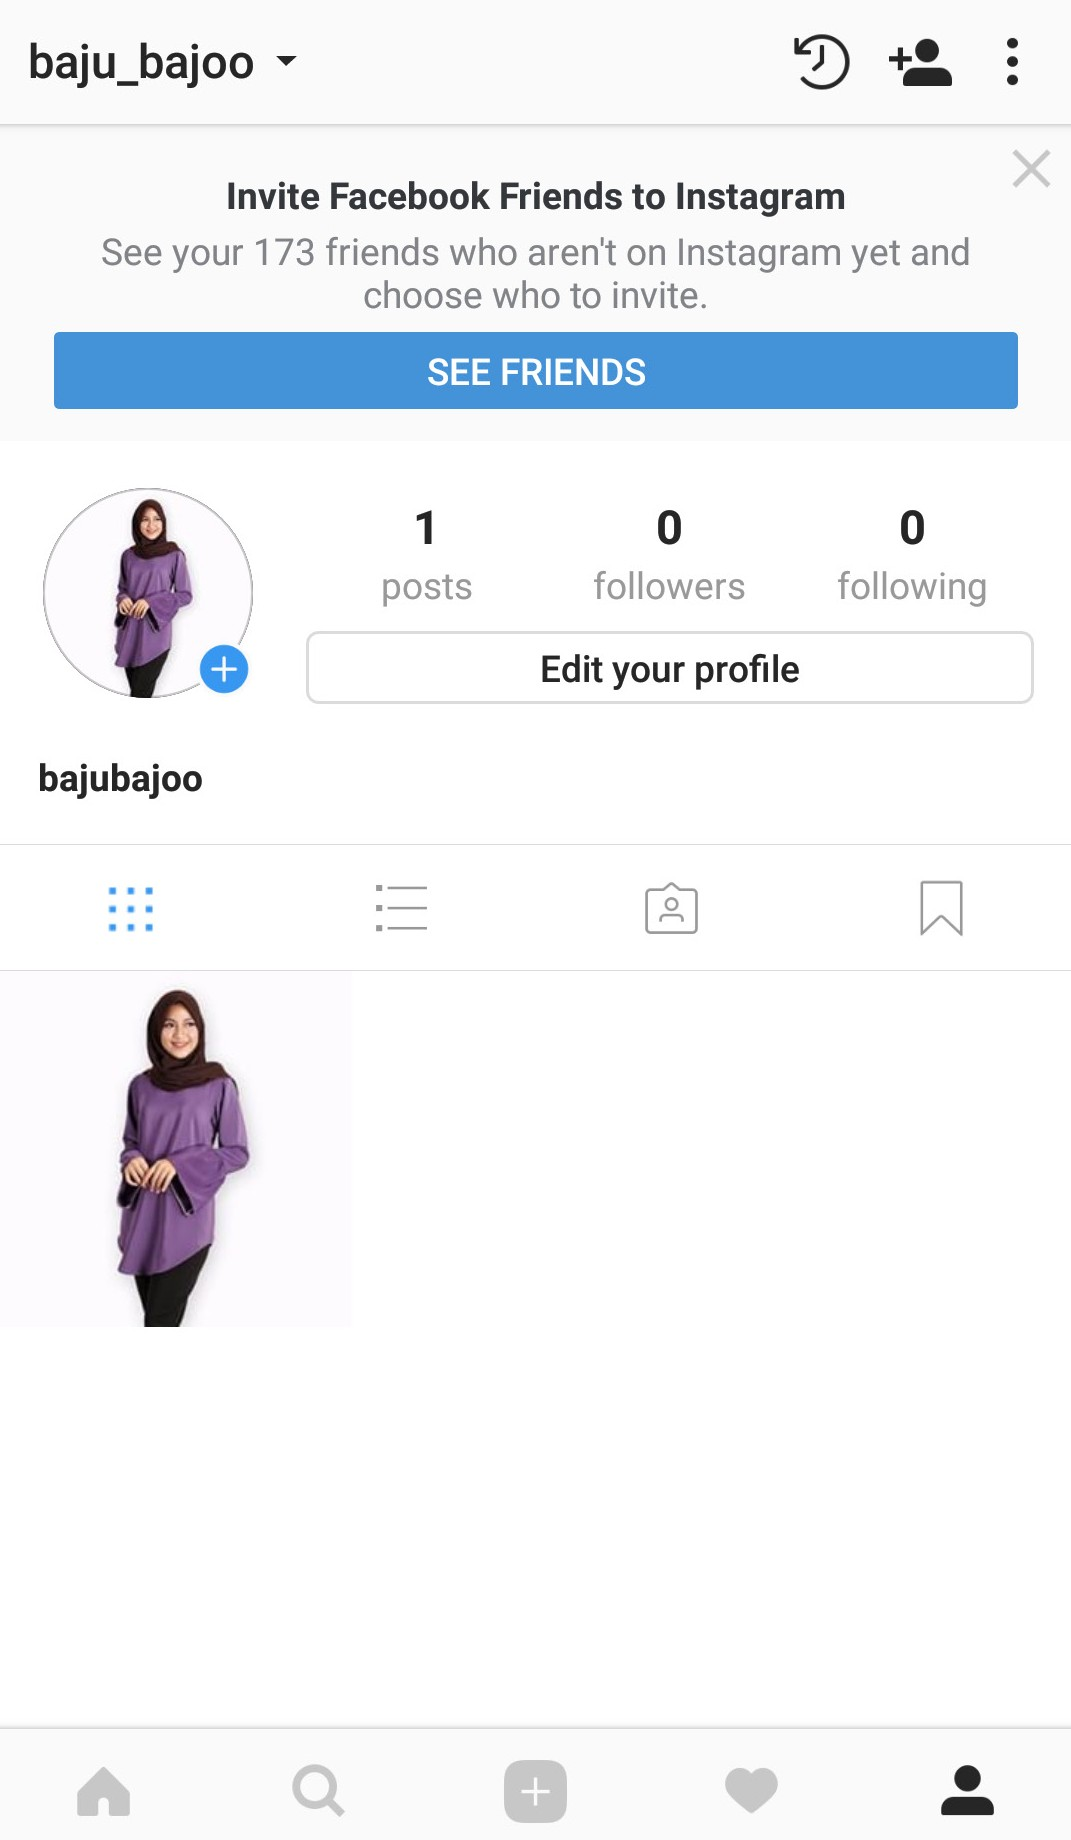 baju_bajoo
Invite Facebook Friends to Instagram
See your 173 friends who aren't on Instagram yet and
choose who to invite.
SEE FRIENDS
1 0 0
posts followers following
Edit your profile
bajubajoo